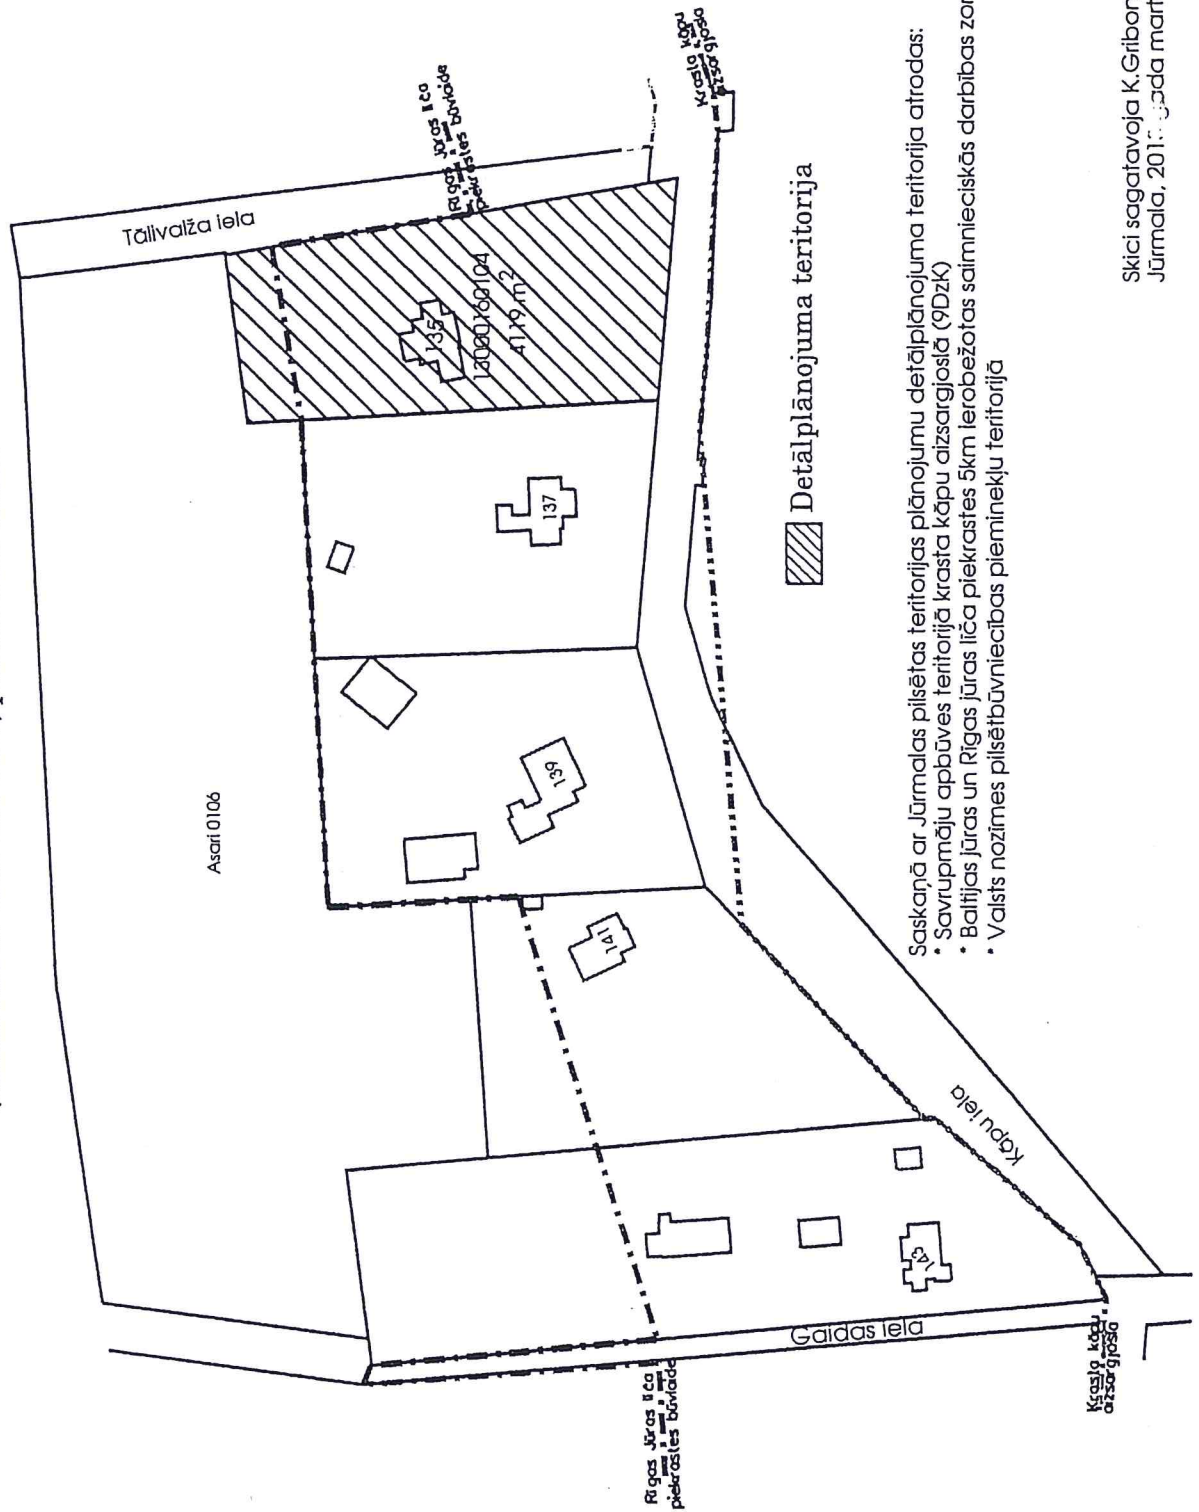 Tālivalža iela
Rīgas Jūras līča
piekrastes būvlaide
Krasta kāpu
aizsargjosla
135
13000160104
4119 m2
137
Asari 0106
139
141
143
Kāpu iela
Gaidas iela
Rīgas Jūras līča
piekrastes būvlaide
Krasta kāpu
aizsargjosla
Detālplānojuma teritorija
Saskaņā ar Jūrmalas pilsētas teritorijas plānojumu detālplānojuma teritorija atrodas:
* Savrupmāju apbūves teritorijā krasta kāpu aizsargjoslā (9DzK)
* Baltijas jūras un Rīgas jūras līča piekrastes 5km Ierobežotas saimnieciskās darbības
* Valsts nozīmes pilsētbūvniecības pieminekļu teritorijā
Skici sagatavoja
Jūrmala,